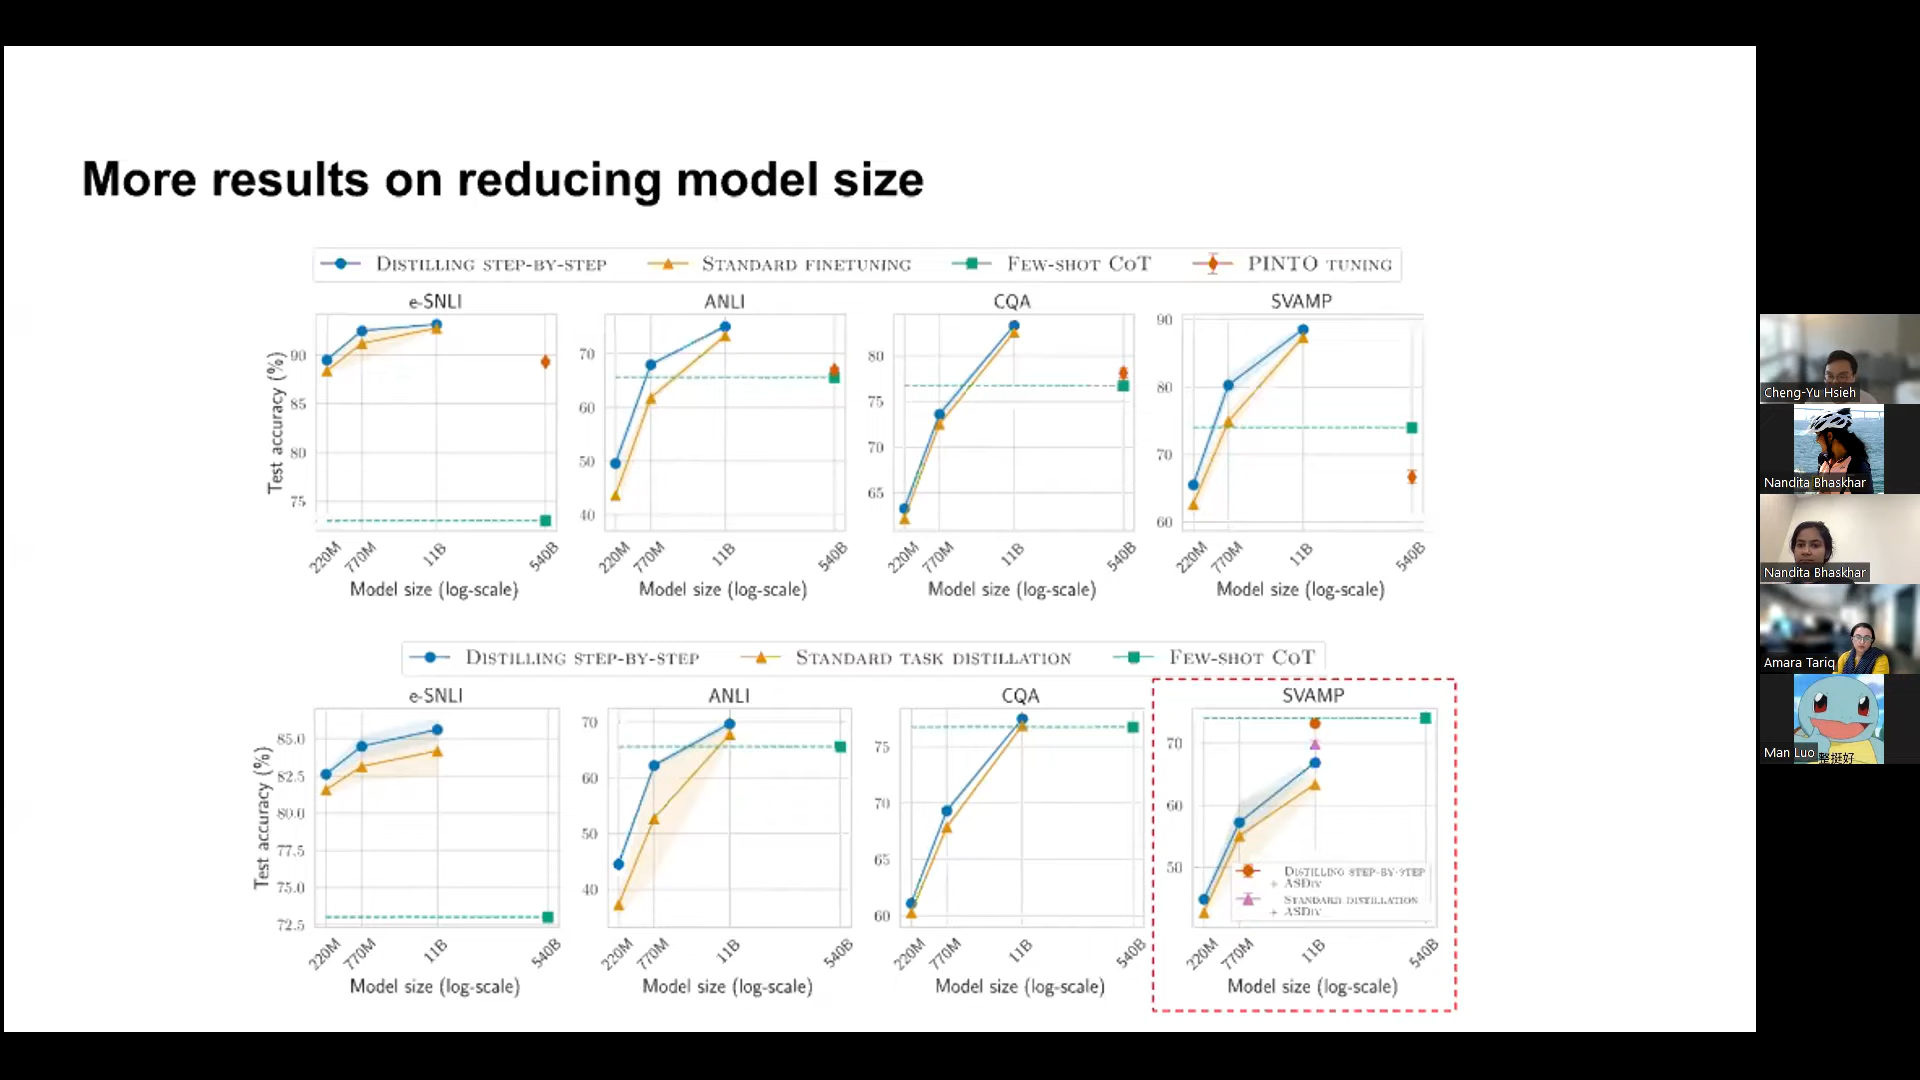 More results on reducing model size
DISTILLING STEP-BY-STEP STANDARD FINETUNING FEW-SHOT COT PINTO TUNING
e-SNLI ANLI CQA SVAMP
Test accuracy (%)
90
85
80
75
70
60
50
40
80
75
70
65
90
80
70
60
220M 770M 11B 540B 220M 770M 11B 540B 220M 770M 11B 540B 220M 770M 11B 540B
Model size (log-scale) Model size (log-scale) Model size (log-scale) Model size (log-scale)
DISTILLING STEP-BY-STEP STANDARD TASK DISTILLATION FEW-SHOT COT
e-SNLI ANLI CQA SVAMP
Test accuracy (%)
85.0
82.5
80.0
77.5
75.0
72.5
70
60
50
40
75
70
65
60
70
60
50
DISTILLING STEP-BY-STEP
+ ASDIV
STANDARD DISTILLATION
+ ASDIV
220M 770M 11B 540B 220M 770M 11B 540B 220M 770M 11B 540B 220M 770M 11B 540B
Model size (log-scale) Model size (log-scale) Model size (log-scale) Model size (log-scale)
Cheng-Yu Hsieh
Nandita Bhaskhar
Nandita Bhaskhar
Amara Tariq
Man Luo
整挺好